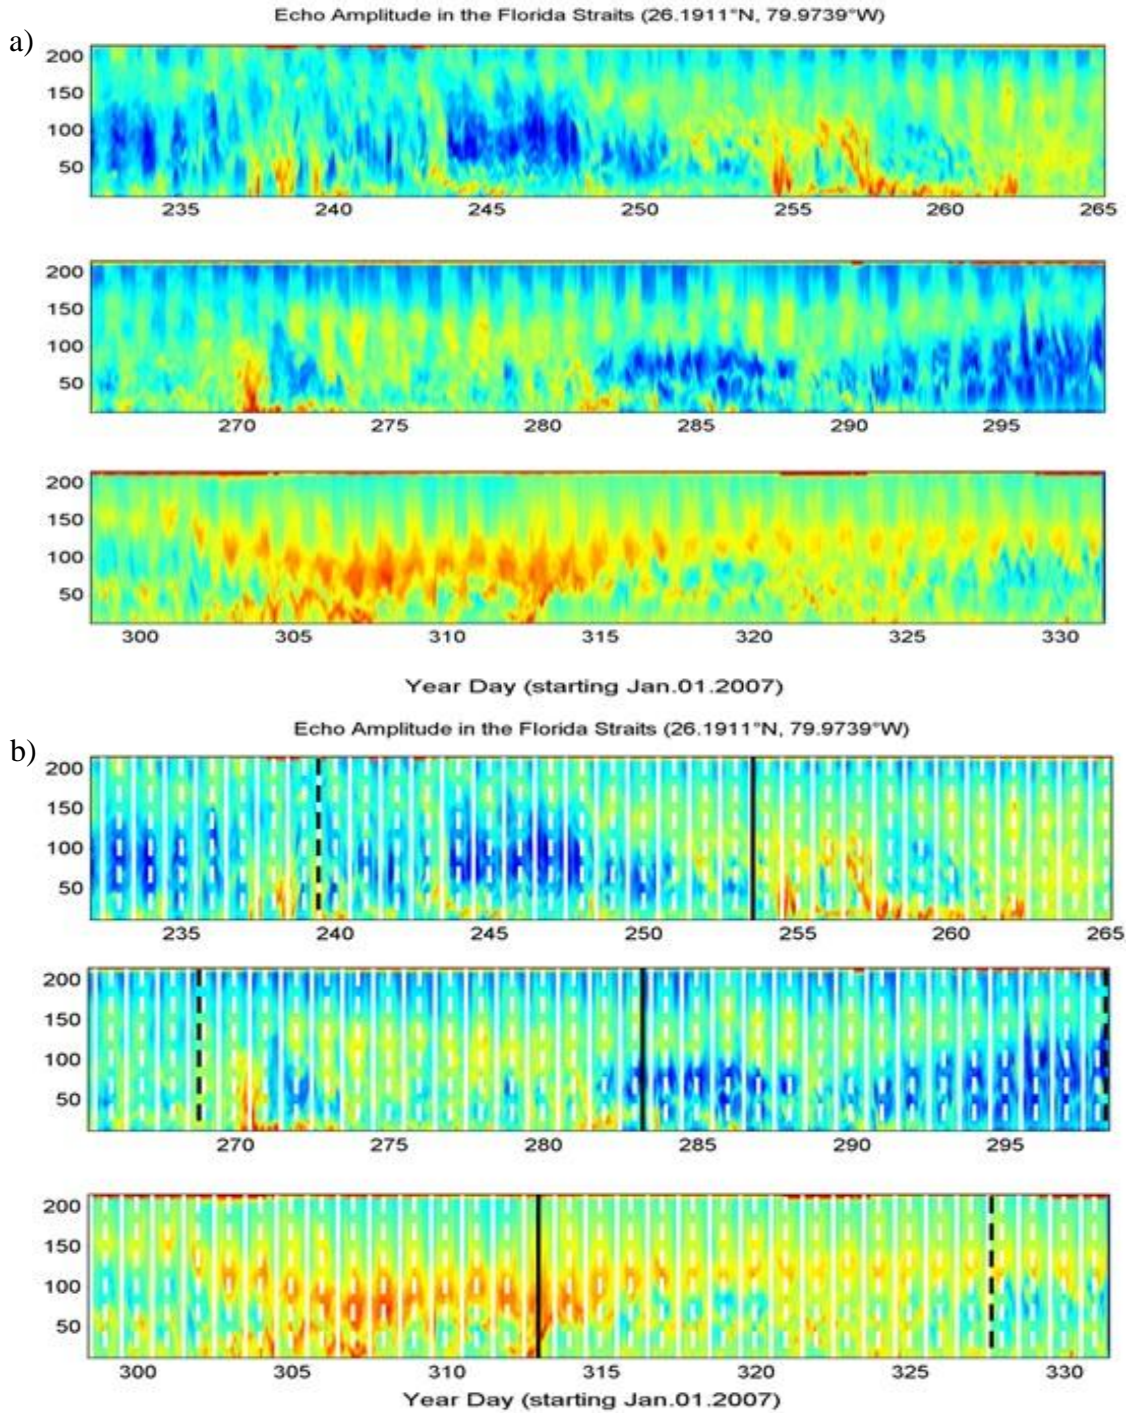 Echo Amplitude in the Florida Straits (26.1911°N, 79.9739°W)
a)
200
150
100
50
235 240 245 250 255 260 265
200
150
100
50
270 275 280 285 290 295
200
150
100
50
300 305 310 315 320 325 330
Year Day (starting Jan.01.2007)
Echo Amplitude in the Florida Straits (26.1911°N, 79.9739°W)
b)
200
150
100
50
235 240 245 250 255 260 265
200
150
100
50
270 275 280 285 290 295
200
150
100
50
300 305 310 315 320 325 330
Year Day (starting Jan.01.2007)